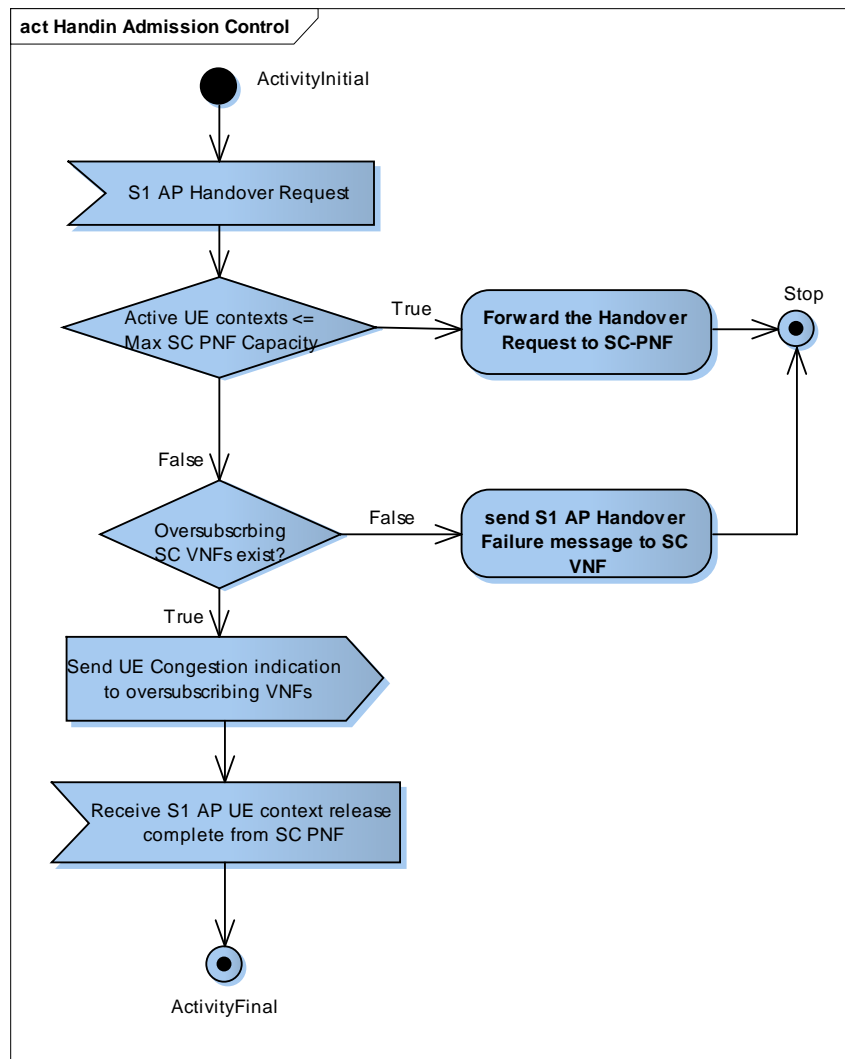 act Handin Admission Control
ActivityInitial
S1 AP Handover Request
Active UE contexts <=
Max SC PNF Capacity
True
Forward the Handover
Request to SC-PNF
Stop
False
Oversubscrbing
SC VNFs exist?
False
send S1 AP Handover
Failure message to SC
VNF
True
Send UE Congestion indication
to oversubscribing VNFs
Receive S1 AP UE context release
complete from SC PNF
ActivityFinal